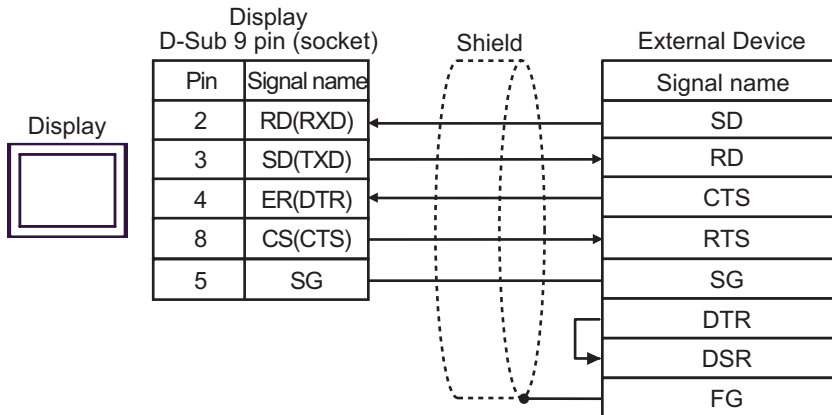 Display
D-Sub 9 pin (socket)
Shield
External Device
Pin Signal name
Signal name
Display
2 RD(RXD) SD
3 SD(TXD) RD
4 ER(DTR) CTS
8 CS(CTS) RTS
5 SG SG
DTR
DSR
FG